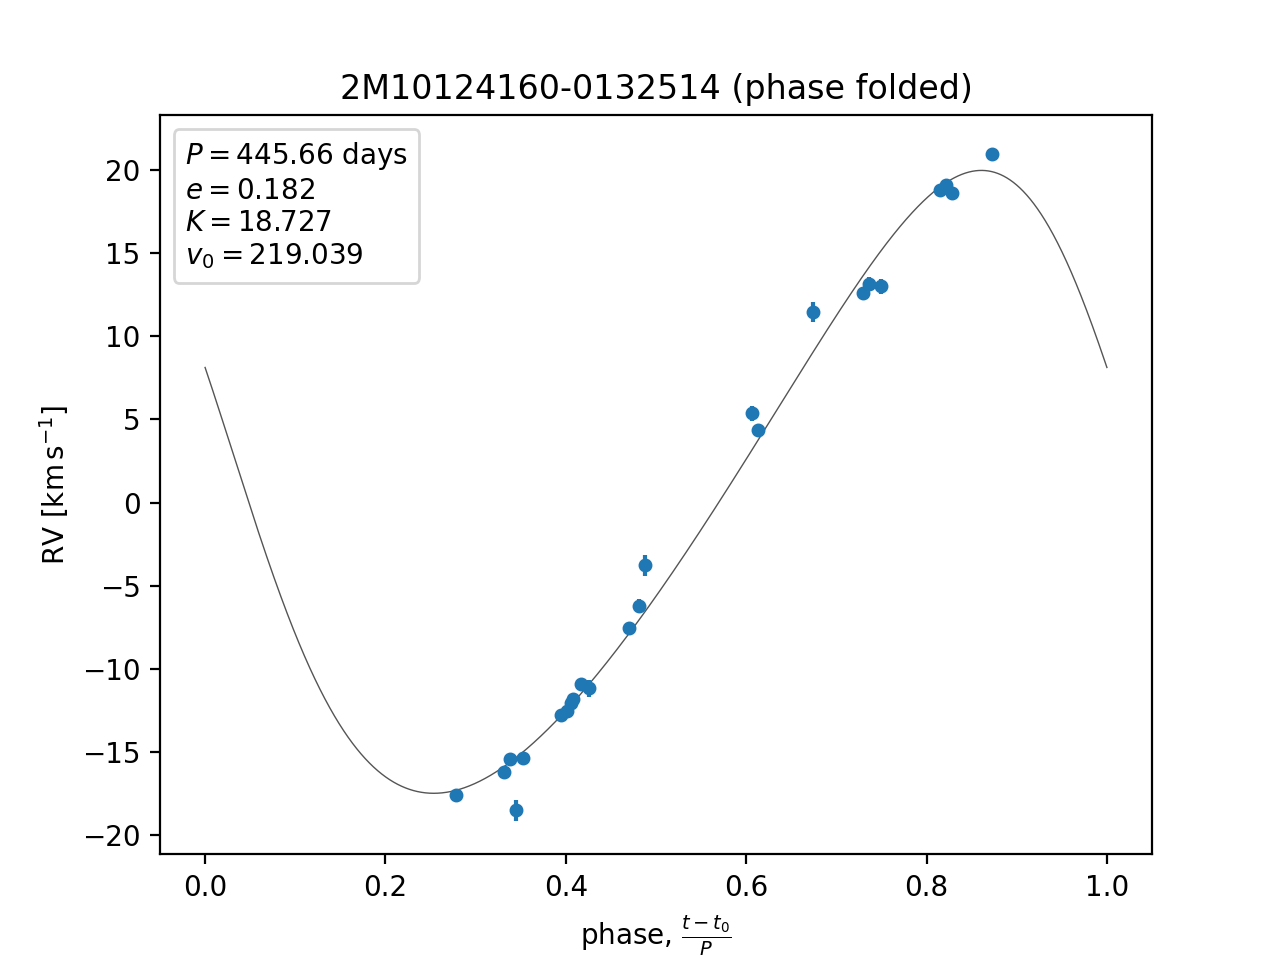 2M10124160-0132514 (phase folded)
P = 445.66 days
e = 0.182
K = 18.727
v₀ = 219.039
20
15
10
5
0
−5
−10
−15
−20
RV [km s⁻¹]
0.0 0.2 0.4 0.6 0.8 1.0
phase, (t − t₀)/P